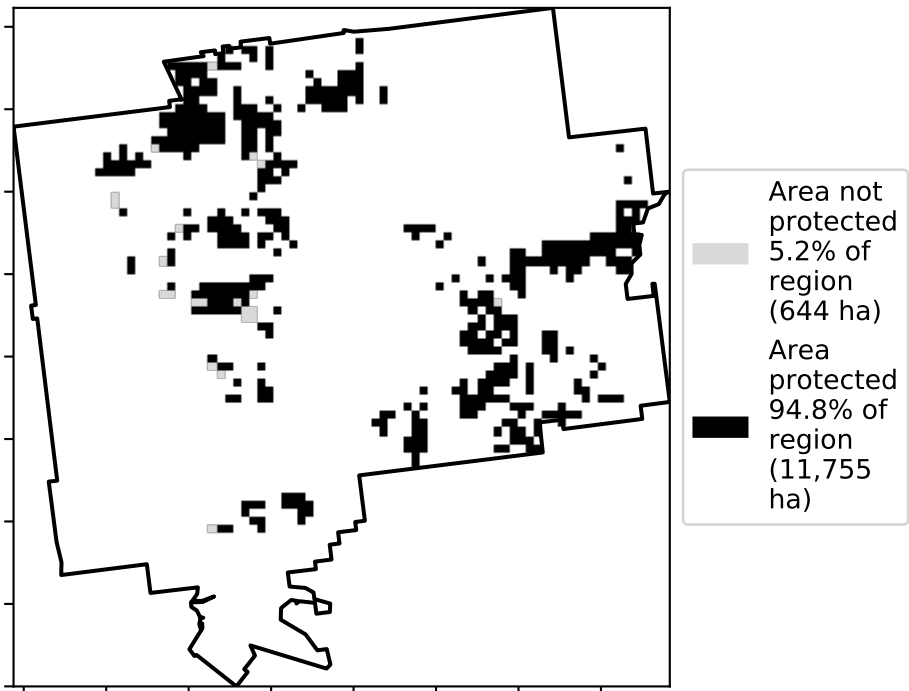 Area not
protected
5.2% of
region
(644 ha)
Area
protected
94.8% of
region
(11,755
ha)